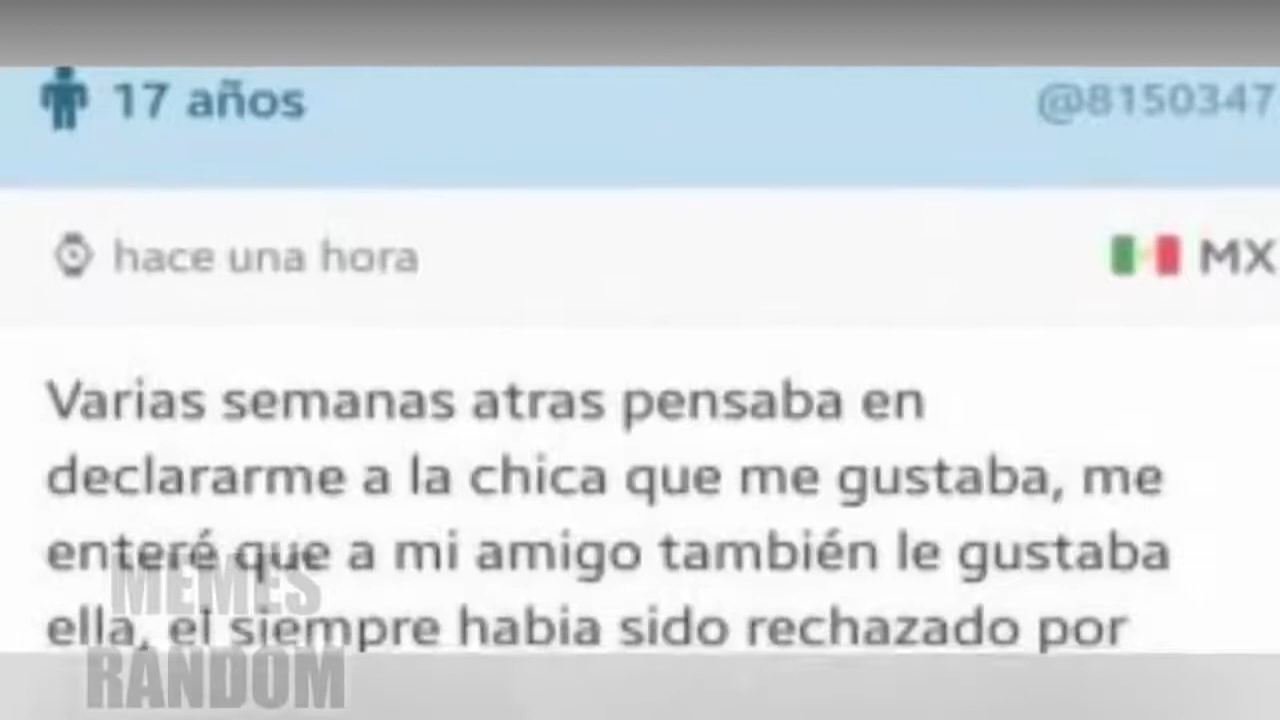 17 años
@8150347
hace una hora
MX
Varias semanas atras pensaba en
declararme a la chica que me gustaba, me
enteré que a mi amigo también le gustaba
ella, el siempre habia sido rechazado por
MEMES
RANDOM